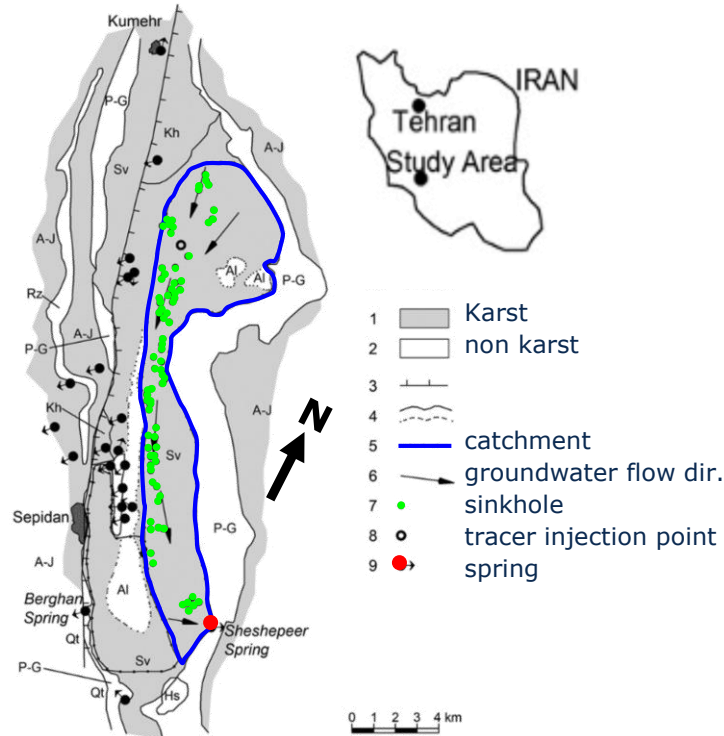 Kumehr
P-G
Kh
Sv
A-J
A-J
Al
Al
P-G
Rz
A-J
P-G
Kh
A-J
Sv
P-G
Sepidan
A-J
Al
Berghan
Spring
Sheshepeer
Spring
Qt
Sv
P-G
Qt
Hs
IRAN
Tehran
Study Area
1 Karst
2 non karst
3
4
5 catchment
6 groundwater flow dir.
7 sinkhole
8 tracer injection point
9 spring
N
0 1 2 3 4 km